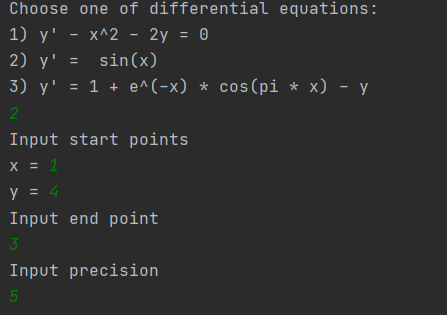 Choose one of differential equations:
1) y' - x^2 - 2y = 0
2) y' =  sin(x)
3) y' = 1 + e^(-x) * cos(pi * x) - y
2
Input start points
x = 1
y = 4
Input end point
3
Input precision
5